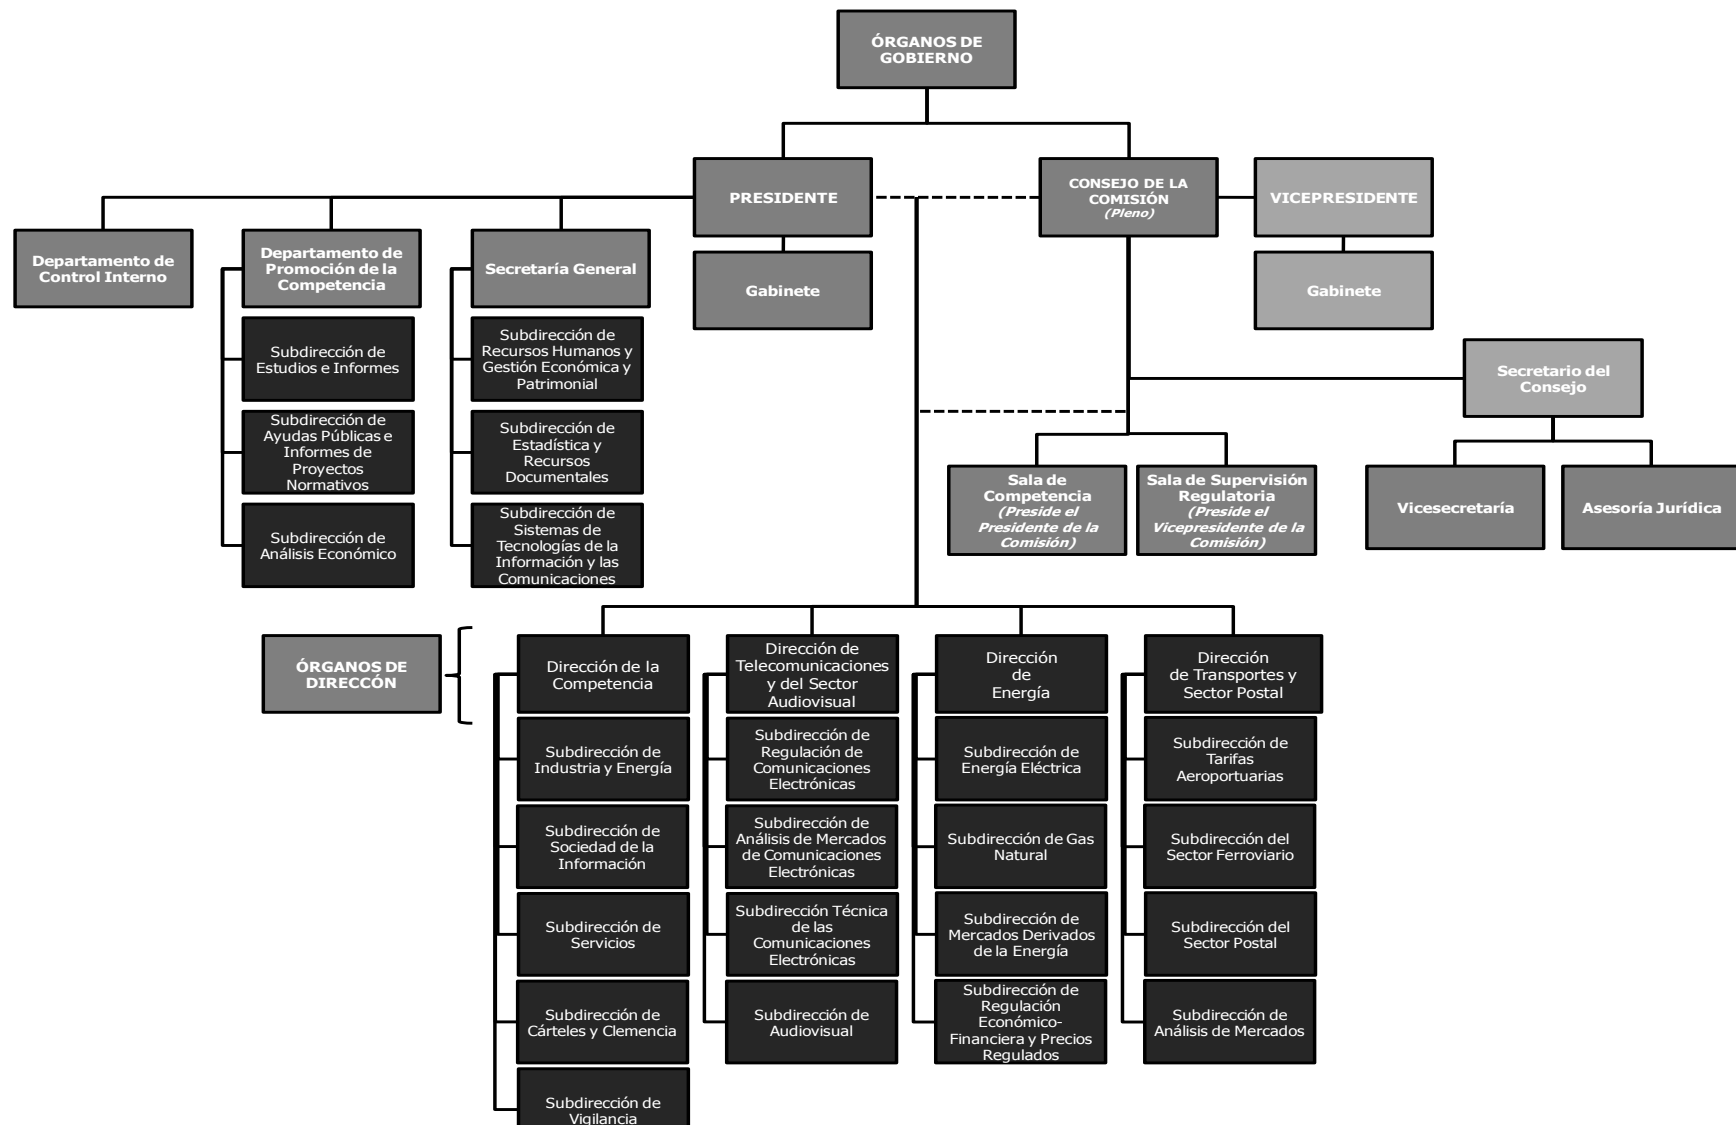 ÓRGANOS DE
GOBIERNO
PRESIDENTE
CONSEJO DE LA
COMISIÓN
(Pleno)
VICEPRESIDENTE
Departamento de
Control Interno
Departamento de
Promoción de la
Competencia
Secretaría General
Gabinete
Gabinete
Subdirección de
Estudios e Informes
Subdirección de
Recursos Humanos y
Gestión Económica y
Patrimonial
Secretario del
Consejo
Subdirección de
Ayudas Públicas e
Informes de
Proyectos
Normativos
Subdirección de
Estadística y
Recursos
Documentales
Sala de
Competencia
(Preside el
Presidente de la
Comisión)
Sala de Supervisión
Regulatoria
(Preside el
Vicepresidente de la
Comisión)
Vicesecretaría
Asesoría Jurídica
Subdirección de
Análisis Económico
Subdirección de
Sistemas de
Tecnologías de la
Información y las
Comunicaciones
ÓRGANOS DE
DIRECCÓN
Dirección de la
Competencia
Dirección de
Telecomunicaciones
y del Sector
Audiovisual
Dirección
de
Energía
Dirección
de Transportes y
Sector Postal
Subdirección de
Industria y Energía
Subdirección de
Regulación de
Comunicaciones
Electrónicas
Subdirección de
Energía Eléctrica
Subdirección de
Tarifas
Aeroportuarias
Subdirección de
Sociedad de la
Información
Subdirección de
Análisis de Mercados
de Comunicaciones
Electrónicas
Subdirección de Gas
Natural
Subdirección del
Sector Ferroviario
Subdirección de
Servicios
Subdirección Técnica
de las
Comunicaciones
Electrónicas
Subdirección de
Mercados Derivados
de la Energía
Subdirección del
Sector Postal
Subdirección de
Cárteles y Clemencia
Subdirección de
Audiovisual
Subdirección de
Regulación
Económico-
Financiera y Precios
Regulados
Subdirección de
Análisis de Mercados
Subdirección de
Vigilancia